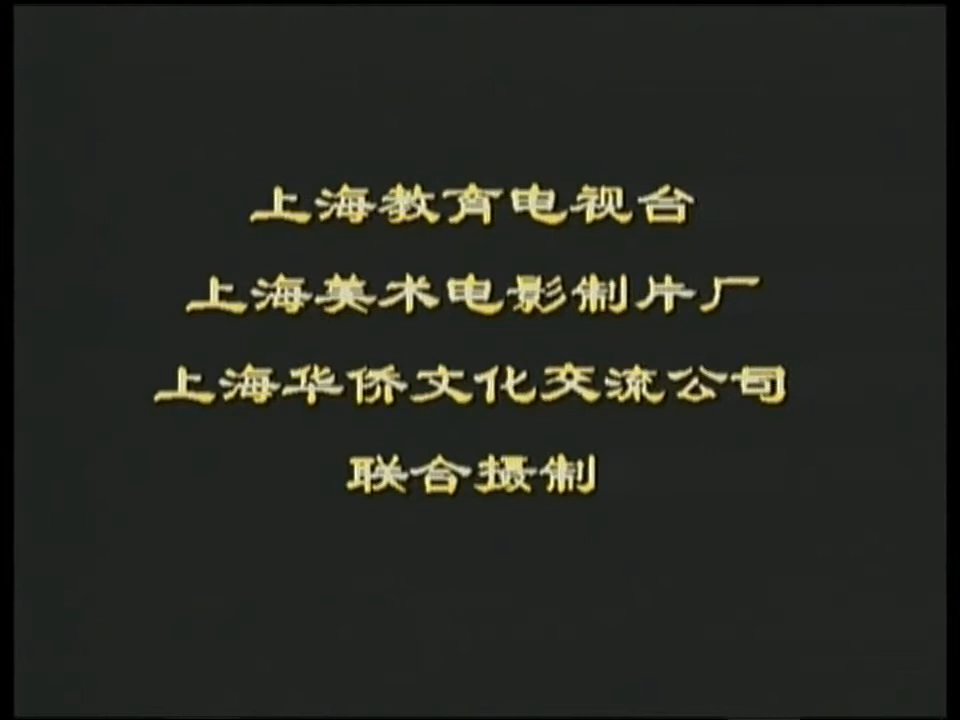 上海教育电视台
上海美术电影制片厂
上海华侨文化交流公司
联合摄制